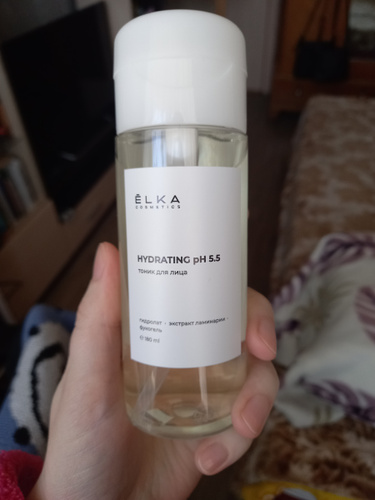 ĒLKA
COSMETICS
HYDRATING pH 5.5
тоник для лица
гидролат • экстракт ламинарии •
фукогель
℮ 180 ml